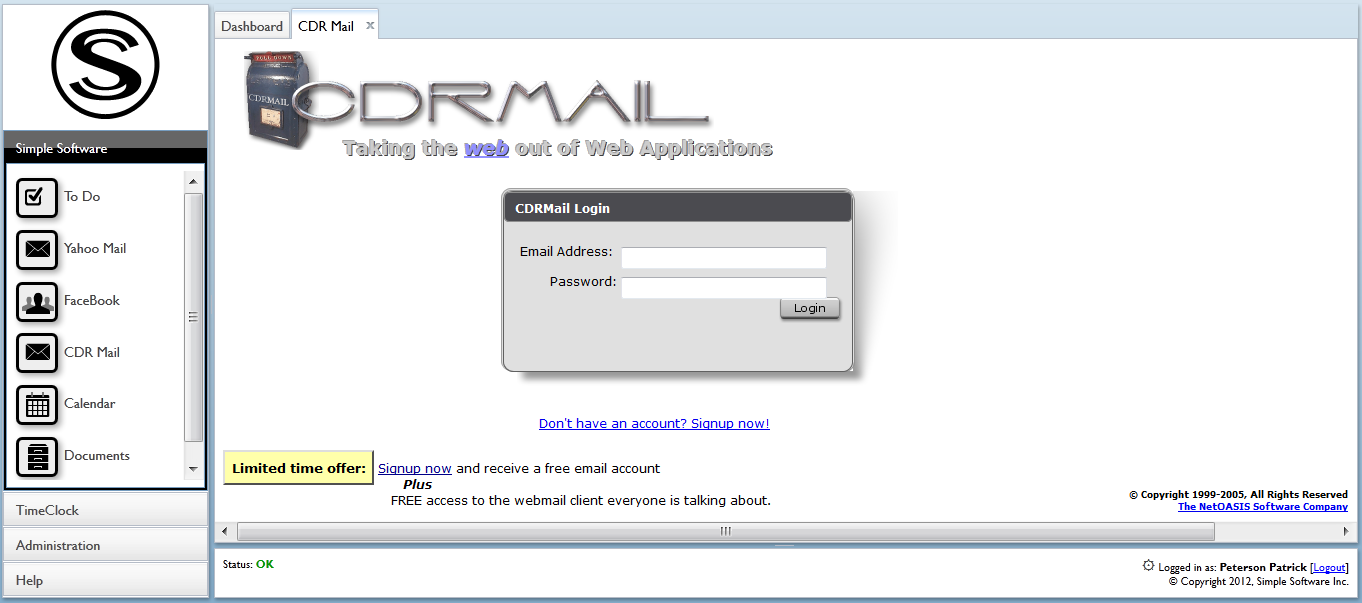 S
Simple Software
To Do
Yahoo Mail
FaceBook
CDR Mail
Calendar
Documents
TimeClock
Administration
Help
Dashboard
CDR Mail x
PULL DOWN
CDRMAIL
CDRMAIL
Taking the web out of Web Applications
CDRMail Login
Email Address:
Password:
Login
Don't have an account? Signup now!
Limited time offer: Signup now and receive a free email account
Plus
FREE access to the webmail client everyone is talking about.
© Copyright 1999-2005, All Rights Reserved
The NetOASIS Software Company
Status: OK
Logged in as: Peterson Patrick [Logout]
© Copyright 2012, Simple Software Inc.